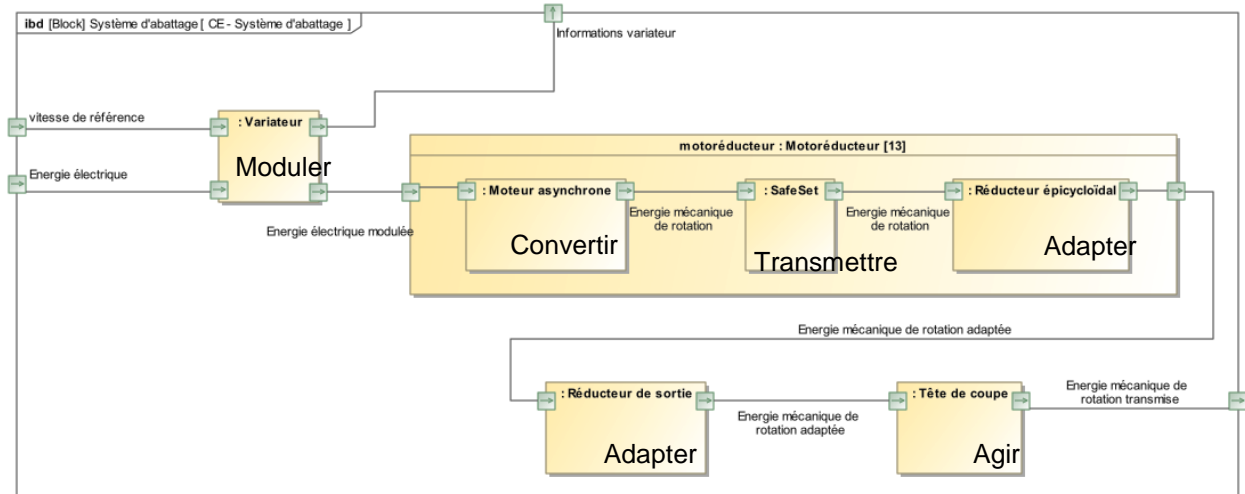 ibd [Block] Système d'abattage [ CE - Système d'abattage ]
Informations variateur
vitesse de référence
: Variateur
Moduler
Energie électrique
Energie électrique modulée
motoréducteur : Motoréducteur [13]
: Moteur asynchrone
Convertir
Energie mécanique
de rotation
: SafeSet
Transmettre
Energie mécanique
de rotation
: Réducteur épicycloïdal
Adapter
Energie mécanique de rotation adaptée
: Réducteur de sortie
Adapter
Energie mécanique de
rotation adaptée
: Tête de coupe
Agir
Energie mécanique de
rotation transmise